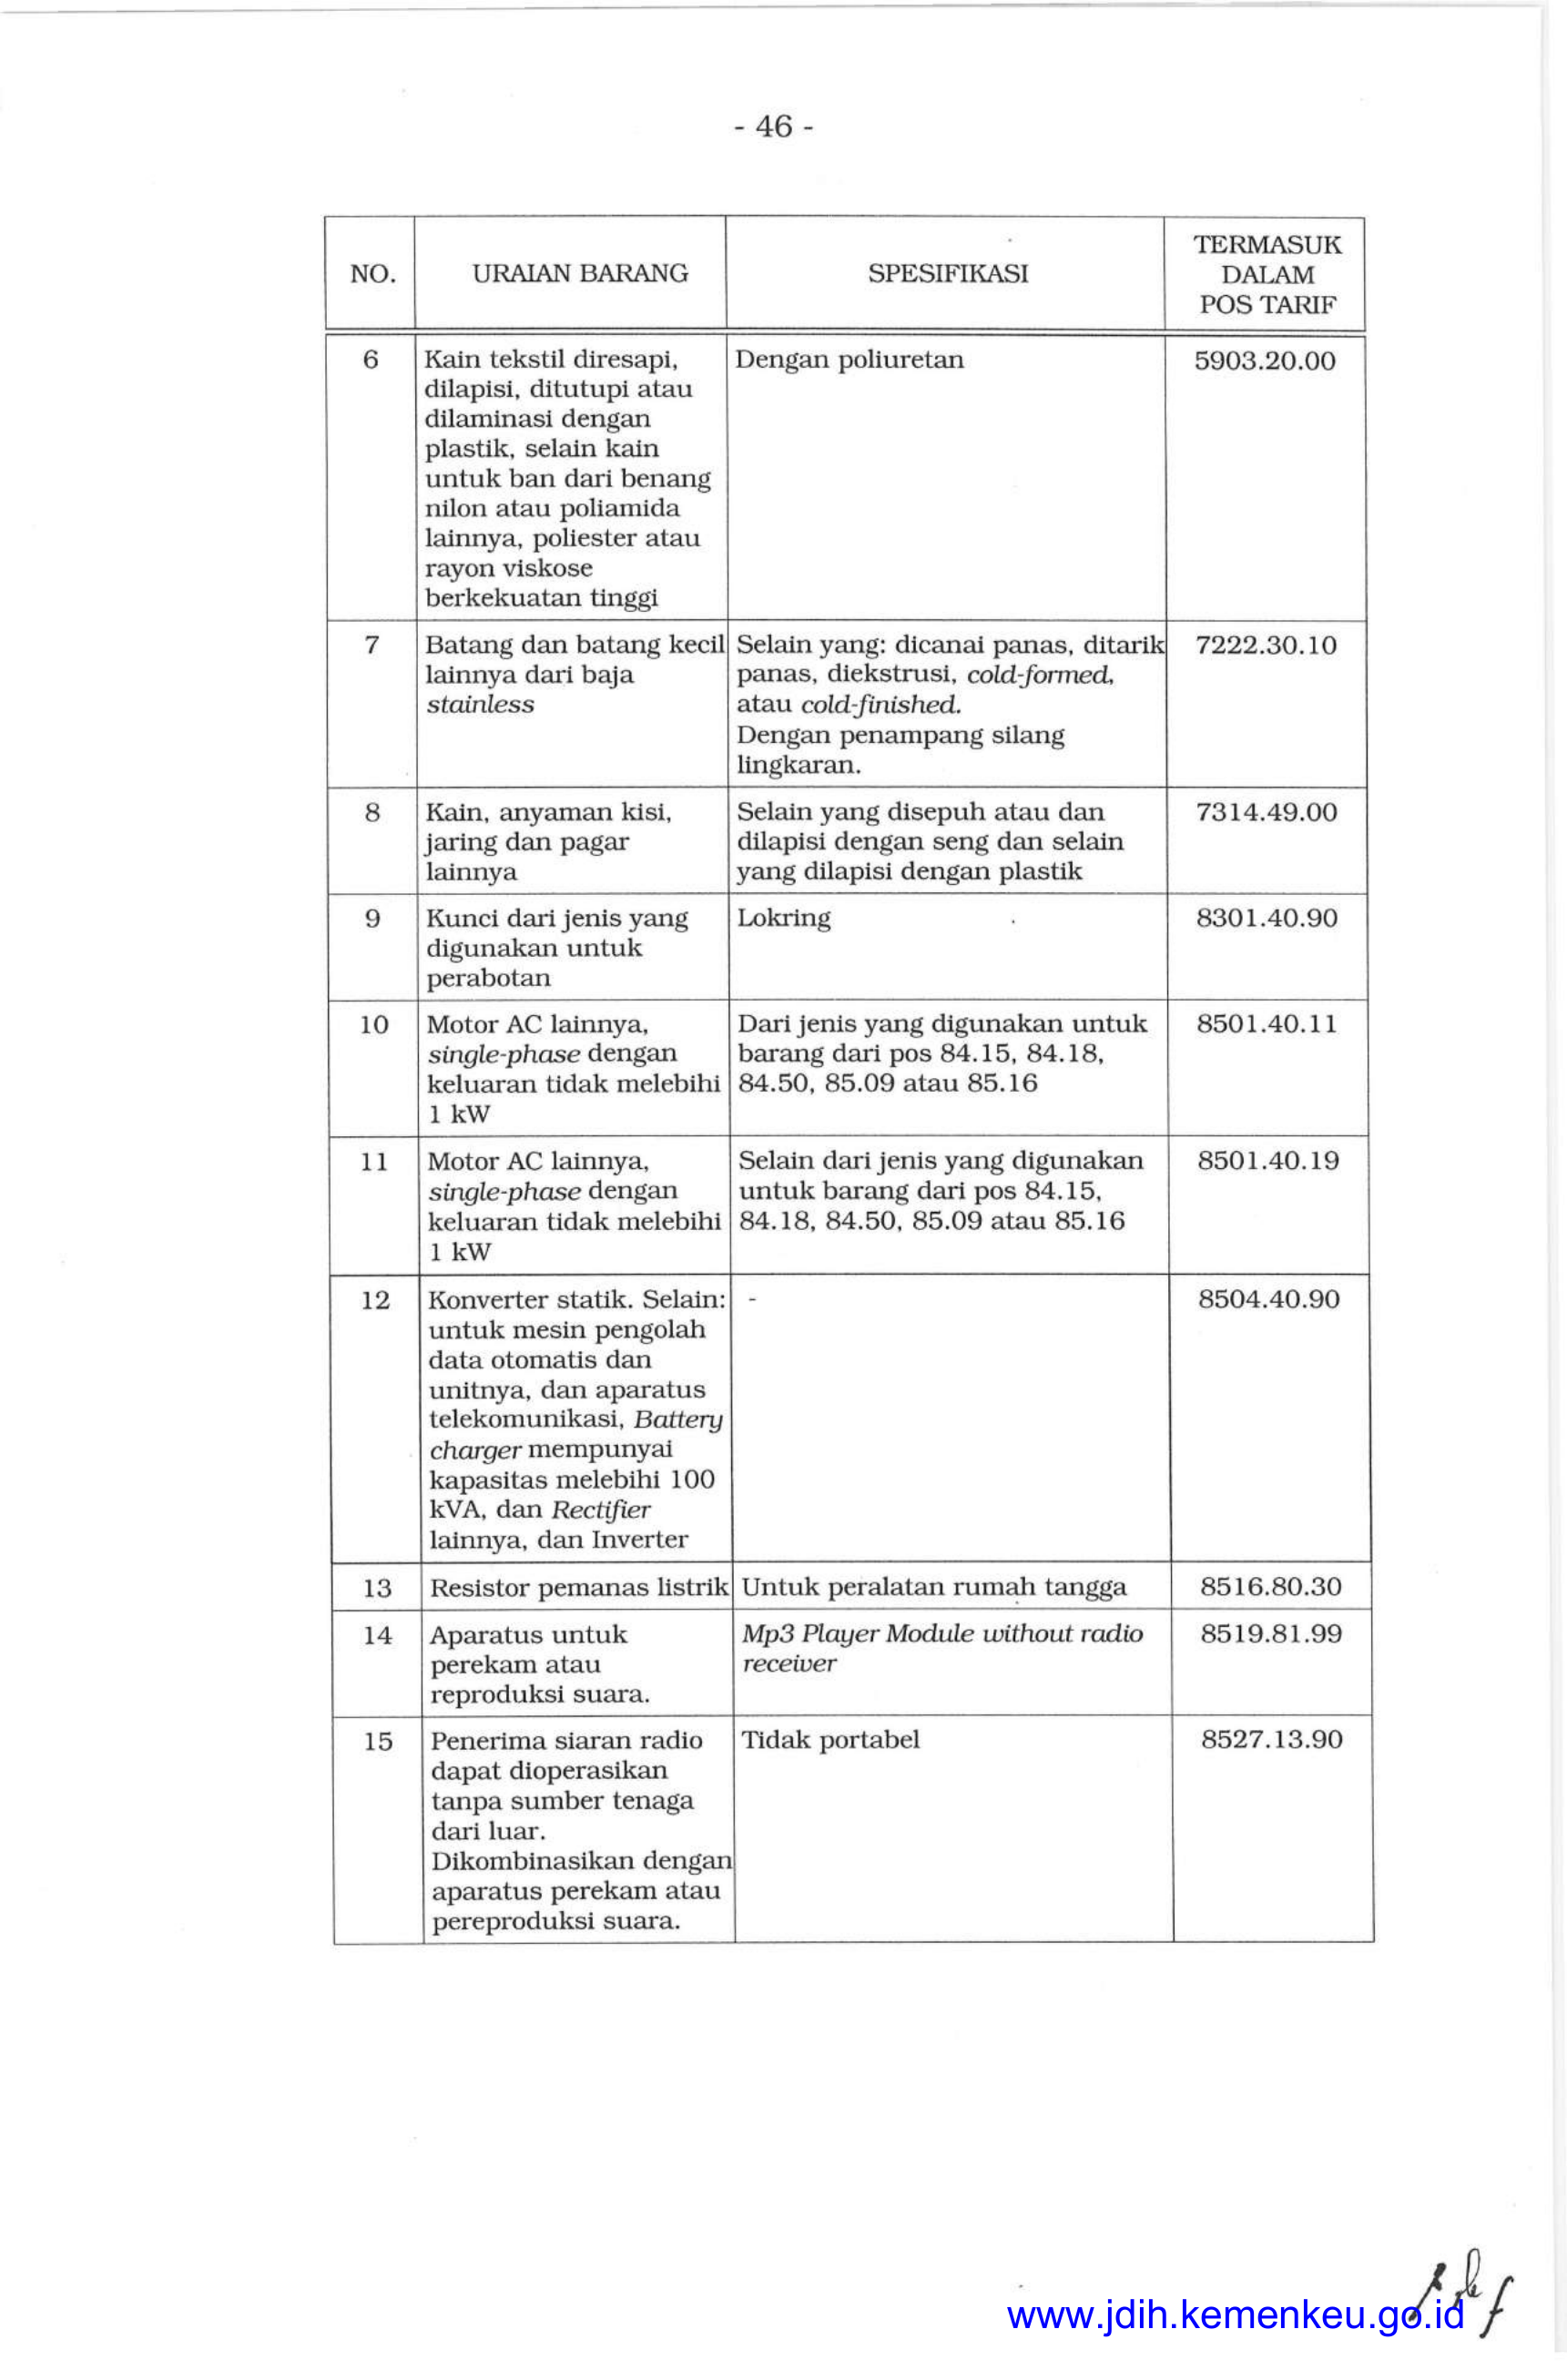 - 46 -
NO.
URAIAN BARANG
SPESIFIKASI
TERMASUK
DALAM
POS TARIF
6
Kain tekstil diresapi,
dilapisi, ditutupi atau
dilaminasi dengan
plastik, selain kain
untuk ban dari benang
nilon atau poliamida
lainnya, poliester atau
rayon viskose
berkekuatan tinggi
Dengan poliuretan
5903.20.00
7
Batang dan batang kecil
lainnya dari baja
stainless
Selain yang: dicanai panas, ditarik
panas, diekstrusi, cold-formed,
atau cold-finished.
Dengan penampang silang
lingkaran.
7222.30.10
8
Kain, anyaman kisi,
jaring dan pagar
lainnya
Selain yang disepuh atau dan
dilapisi dengan seng dan selain
yang dilapisi dengan plastik
7314.49.00
9
Kunci dari jenis yang
digunakan untuk
perabotan
Lokring
8301.40.90
10
Motor AC lainnya,
single-phase dengan
keluaran tidak melebihi
1 kW
Dari jenis yang digunakan untuk
barang dari pos 84.15, 84.18,
84.50, 85.09 atau 85.16
8501.40.11
11
Motor AC lainnya,
single-phase dengan
keluaran tidak melebihi
1 kW
Selain dari jenis yang digunakan
untuk barang dari pos 84.15,
84.18, 84.50, 85.09 atau 85.16
8501.40.19
12
Konverter statik. Selain:
untuk mesin pengolah
data otomatis dan
unitnya, dan aparatus
telekomunikasi, Battery
charger mempunyai
kapasitas melebihi 100
kVA, dan Rectifier
lainnya, dan Inverter
-
8504.40.90
13
Resistor pemanas listrik
Untuk peralatan rumah tangga
8516.80.30
14
Aparatus untuk
perekam atau
reproduksi suara.
Mp3 Player Module without radio
receiver
8519.81.99
15
Penerima siaran radio
dapat dioperasikan
tanpa sumber tenaga
dari luar.
Dikombinasikan dengan
aparatus perekam atau
pereproduksi suara.
Tidak portabel
8527.13.90
www.jdih.kemenkeu.go.id